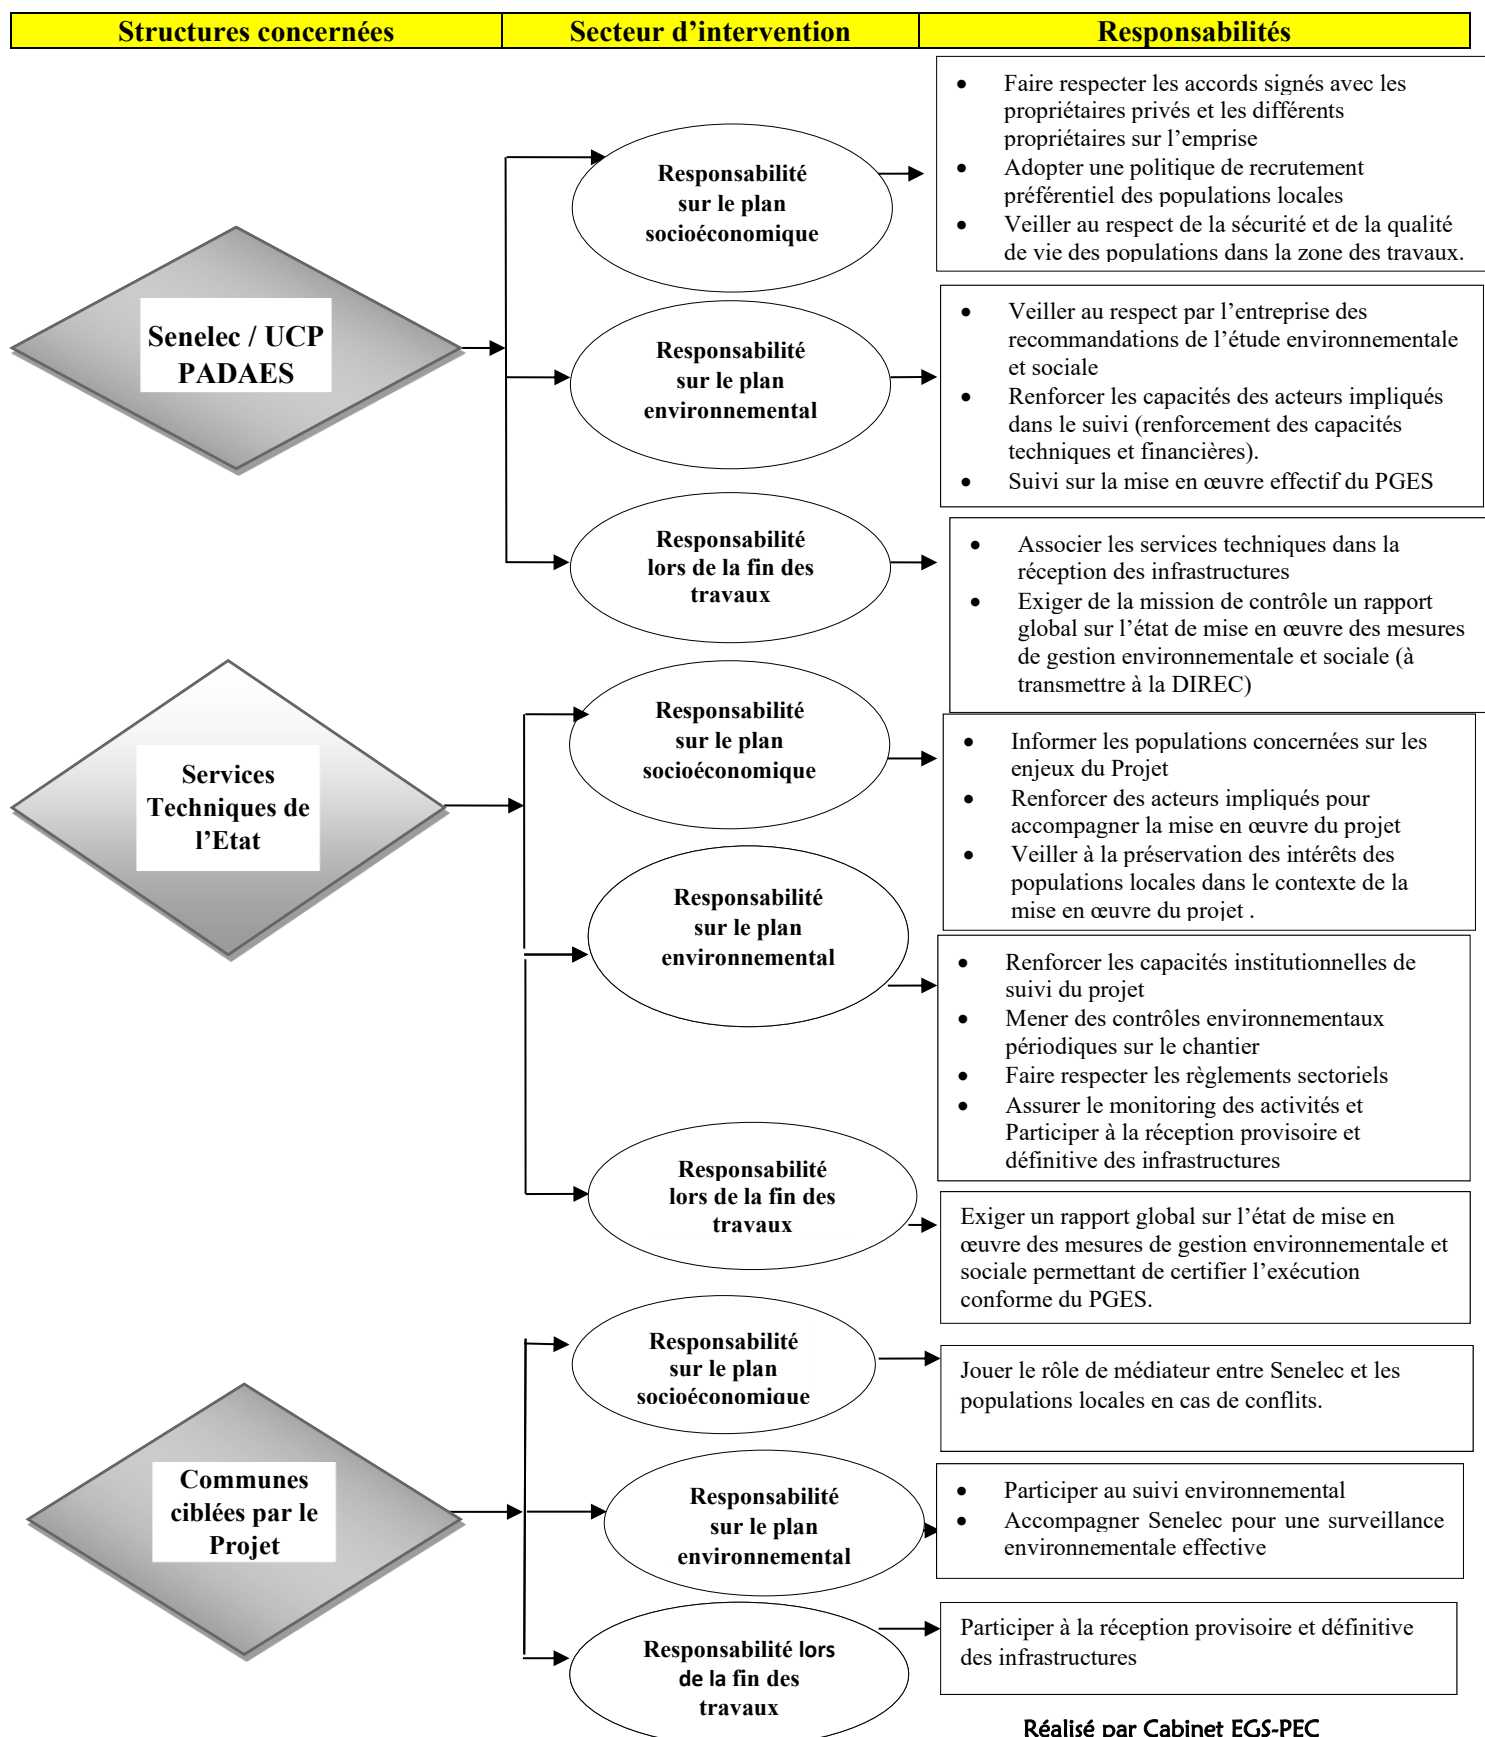 Structures concernées
Secteur d’intervention
Responsabilités
Senelec / UCP
PADAES
Responsabilité
sur le plan
socioéconomique
• Faire respecter les accords signés avec les
propriétaires privés et les différents
propriétaires sur l’emprise
• Adopter une politique de recrutement
préférentiel des populations locales
• Veiller au respect de la sécurité et de la qualité
de vie des populations dans la zone des travaux.
Responsabilité
sur le plan
environnemental
• Veiller au respect par l’entreprise des
recommandations de l’étude environnementale
et sociale
• Renforcer les capacités des acteurs impliqués
dans le suivi (renforcement des capacités
techniques et financières).
• Suivi sur la mise en œuvre effectif du PGES
Responsabilité
lors de la fin des
travaux
• Associer les services techniques dans la
réception des infrastructures
• Exiger de la mission de contrôle un rapport
global sur l’état de mise en œuvre des mesures
de gestion environnementale et sociale (à
transmettre à la DIREC)
Services
Techniques de
l’Etat
Responsabilité
sur le plan
socioéconomique
• Informer les populations concernées sur les
enjeux du Projet
• Renforcer des acteurs impliqués pour
accompagner la mise en œuvre du projet
• Veiller à la préservation des intérêts des
populations locales dans le contexte de la
mise en œuvre du projet .
Responsabilité
sur le plan
environnemental
• Renforcer les capacités institutionnelles de
suivi du projet
• Mener des contrôles environnementaux
périodiques sur le chantier
• Faire respecter les règlements sectoriels
• Assurer le monitoring des activités et
Participer à la réception provisoire et
définitive des infrastructures
Responsabilité
lors de la fin des
travaux
Exiger un rapport global sur l’état de mise en
œuvre des mesures de gestion environnementale et
sociale permettant de certifier l’exécution
conforme du PGES.
Communes
ciblées par le
Projet
Responsabilité
sur le plan
socioéconomique
Jouer le rôle de médiateur entre Senelec et les
populations locales en cas de conflits.
Responsabilité
sur le plan
environnemental
• Participer au suivi environnemental
• Accompagner Senelec pour une surveillance
environnementale effective
Responsabilité lors
de la fin des
travaux
Participer à la réception provisoire et définitive
des infrastructures
Réalisé par Cabinet EGS-PEC